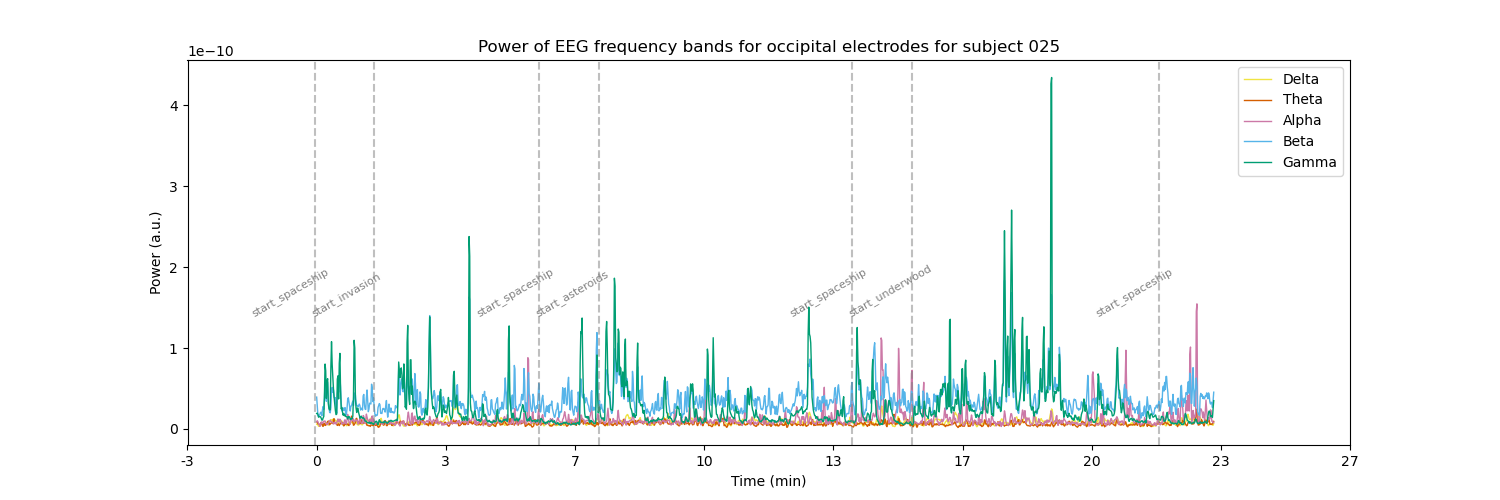 Power of EEG frequency bands for occipital electrodes for subject 025
1e−10
4
3
2
1
0
Power (a.u.)
start_spaceship
start_invasion
start_spaceship
start_asteroids
start_spaceship
start_underwood
start_spaceship
Delta
Theta
Alpha
Beta
Gamma
-3 0 3 7 10 13 17 20 23 27
Time (min)